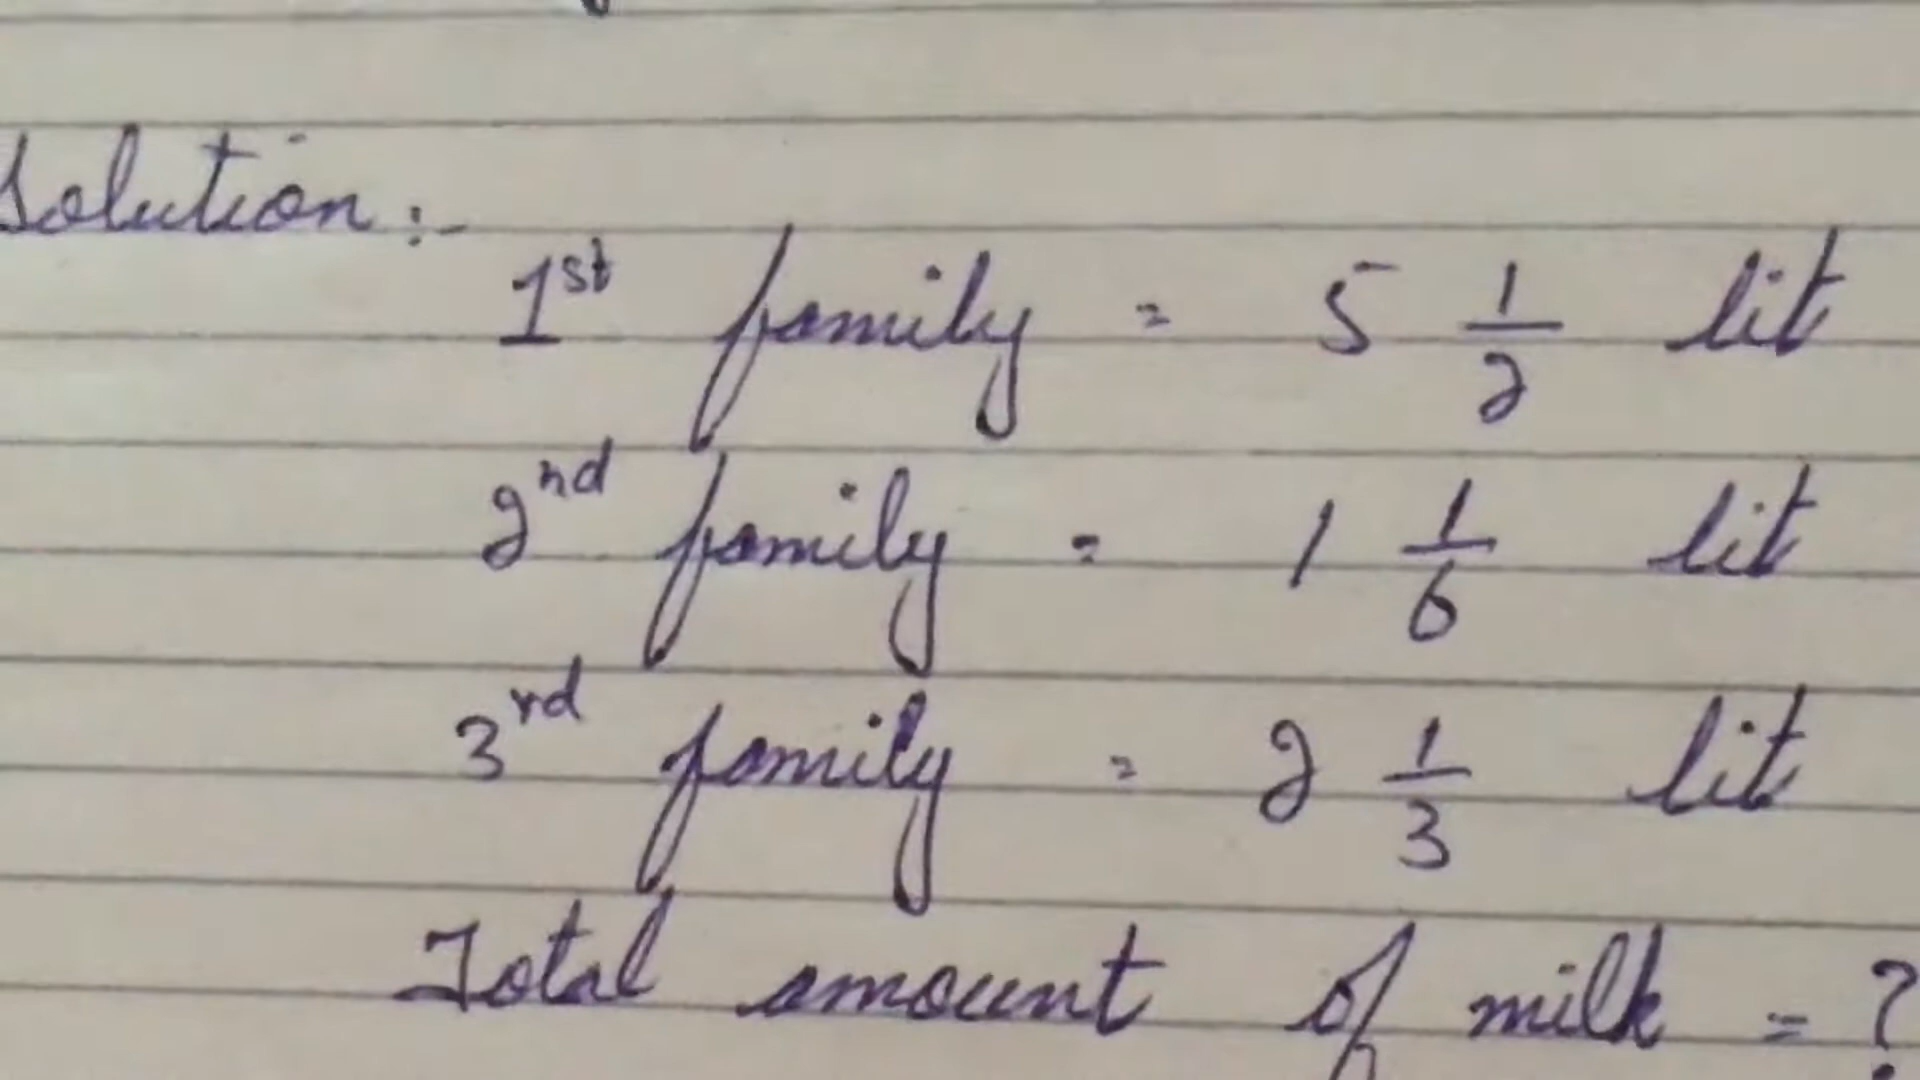 Solution:-
1st family = 5 1/2 lit
2nd family = 1 1/6 lit
3rd family = 2 1/3 lit
Total amount of milk = ?